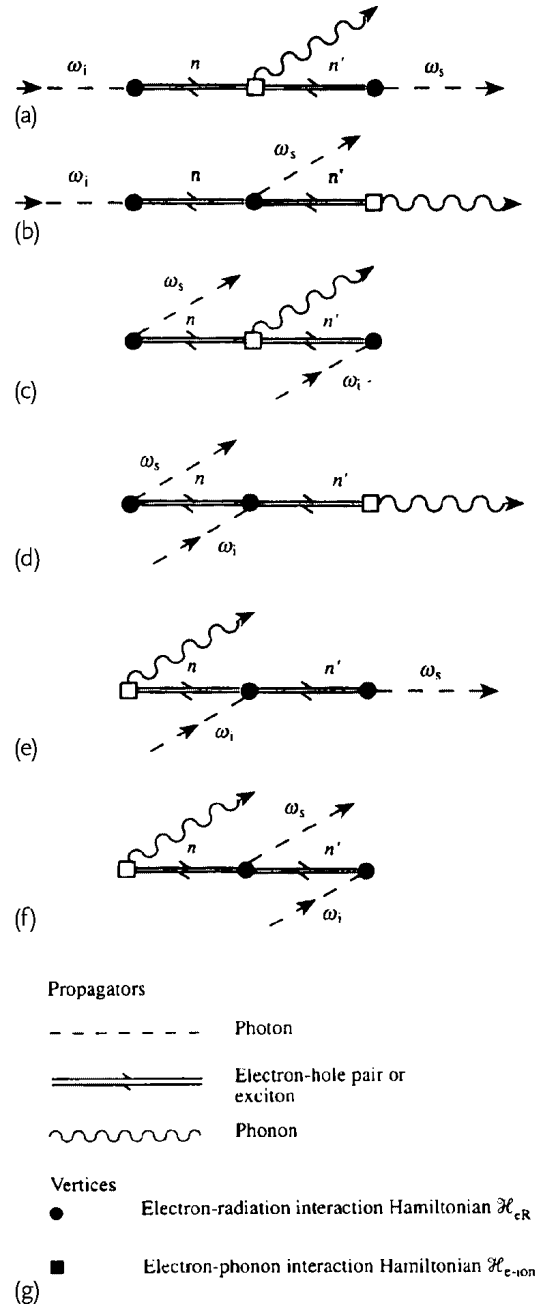 ωi n n′ ωs
(a)
ωs
ωi n n′
(b)
ωs
n n′
ωi
(c)
ωs
n n′
ωi
(d)
n n′ ωs
ωi
(e)
ωs
n n′
ωi
(f)
Propagators
Photon
Electron-hole pair or
exciton
Phonon
Vertices
Electron-radiation interaction Hamiltonian ℋeR
Electron-phonon interaction Hamiltonian ℋe-ion
(g)